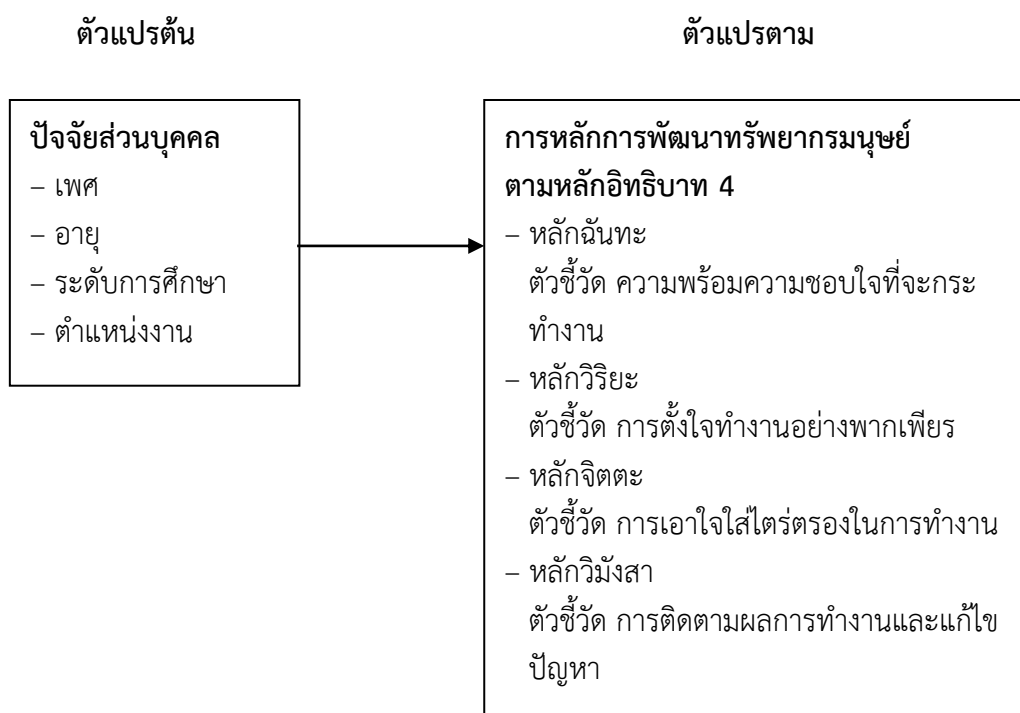 ตัวแปรต้น
ตัวแปรตาม
ปัจจัยส่วนบุคคล
– เพศ
– อายุ
– ระดับการศึกษา
– ตำแหน่งงาน
การหลักการพัฒนาทรัพยากรมนุษย์
ตามหลักอิทธิบาท 4
– หลักฉันทะ
ตัวชี้วัด ความพร้อมความชอบใจที่จะกระ
ทำงาน
– หลักวิริยะ
ตัวชี้วัด การตั้งใจทำงานอย่างพากเพียร
– หลักจิตตะ
ตัวชี้วัด การเอาใจใส่ไตร่ตรองในการทำงาน
– หลักวิมังสา
ตัวชี้วัด การติดตามผลการทำงานและแก้ไข
ปัญหา